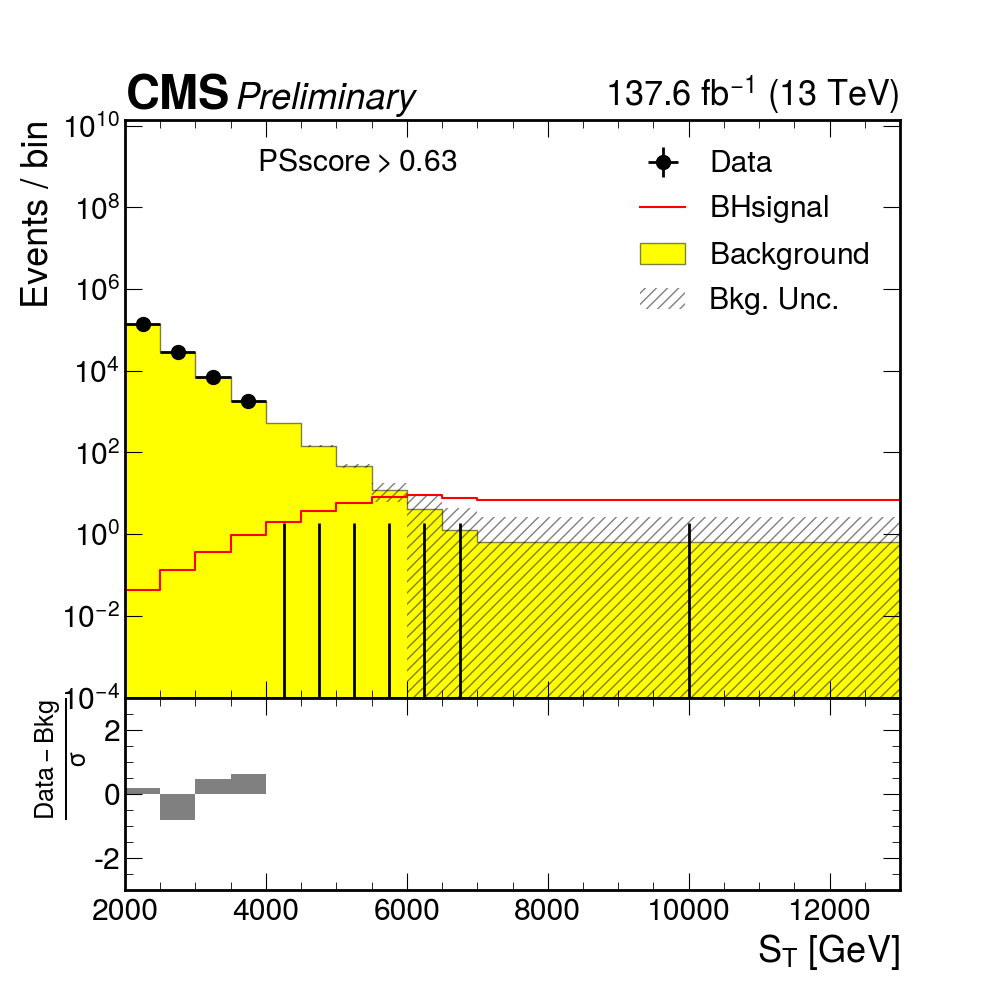 CMS Preliminary 137.6 fb⁻¹ (13 TeV)
Events / bin
PSscore > 0.63
Data
BHsignal
Background
Bkg. Unc.
10¹⁰
10⁸
10⁶
10⁴
10²
10⁰
10⁻²
10⁻⁴
Data – Bkg
σ
2
0
-2
2000 4000 6000 8000 10000 12000
S_T [GeV]